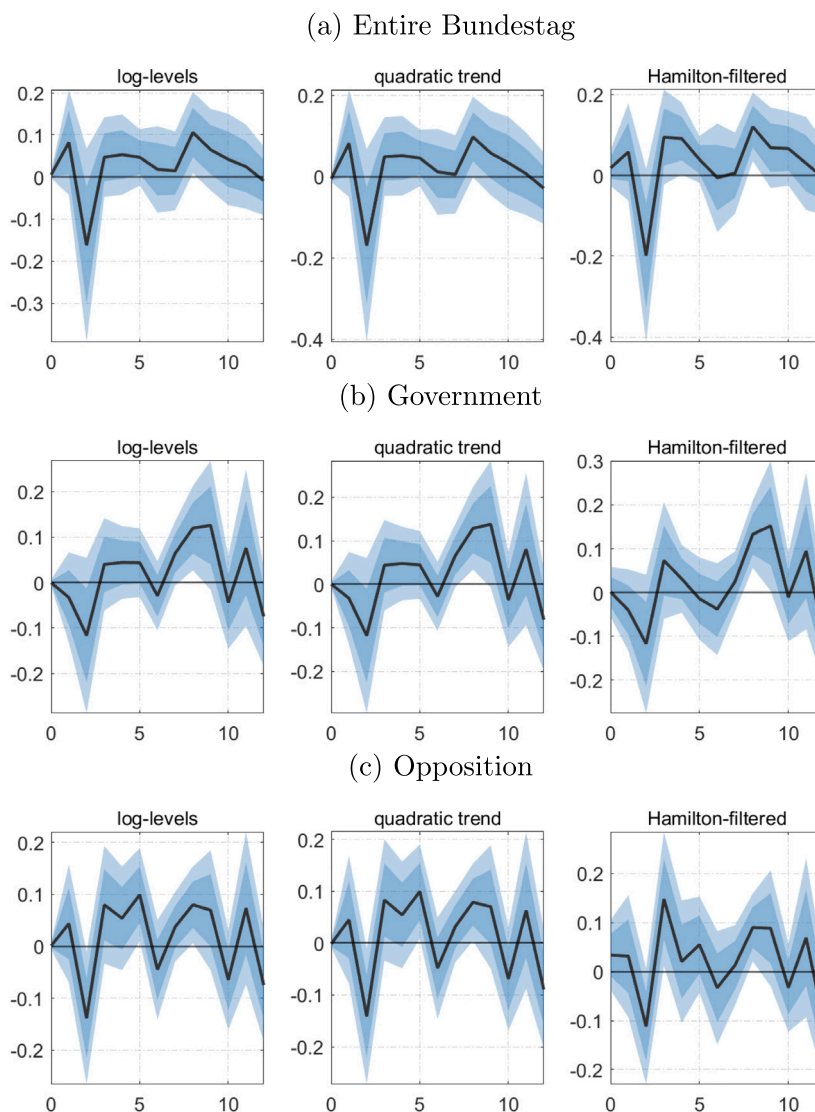 (a) Entire Bundestag
log-levels quadratic trend Hamilton-filtered
0.2 0.2 0.2
0.1
0 0 0
-0.1
-0.2 -0.2 -0.2
-0.3
-0.4 -0.4
0 5 10 0 5 10 0 5 10
(b) Government
log-levels quadratic trend Hamilton-filtered
0.3
0.2 0.2 0.2
0.1 0.1 0.1
0 0 0
-0.1 -0.1 -0.1
-0.2 -0.2 -0.2
0 5 10 0 5 10 0 5 10
(c) Opposition
log-levels quadratic trend Hamilton-filtered
0.2 0.2 0.2
0.1 0.1 0.1
0 0 0
-0.1 -0.1 -0.1
-0.2 -0.2 -0.2
0 5 10 0 5 10 0 5 10